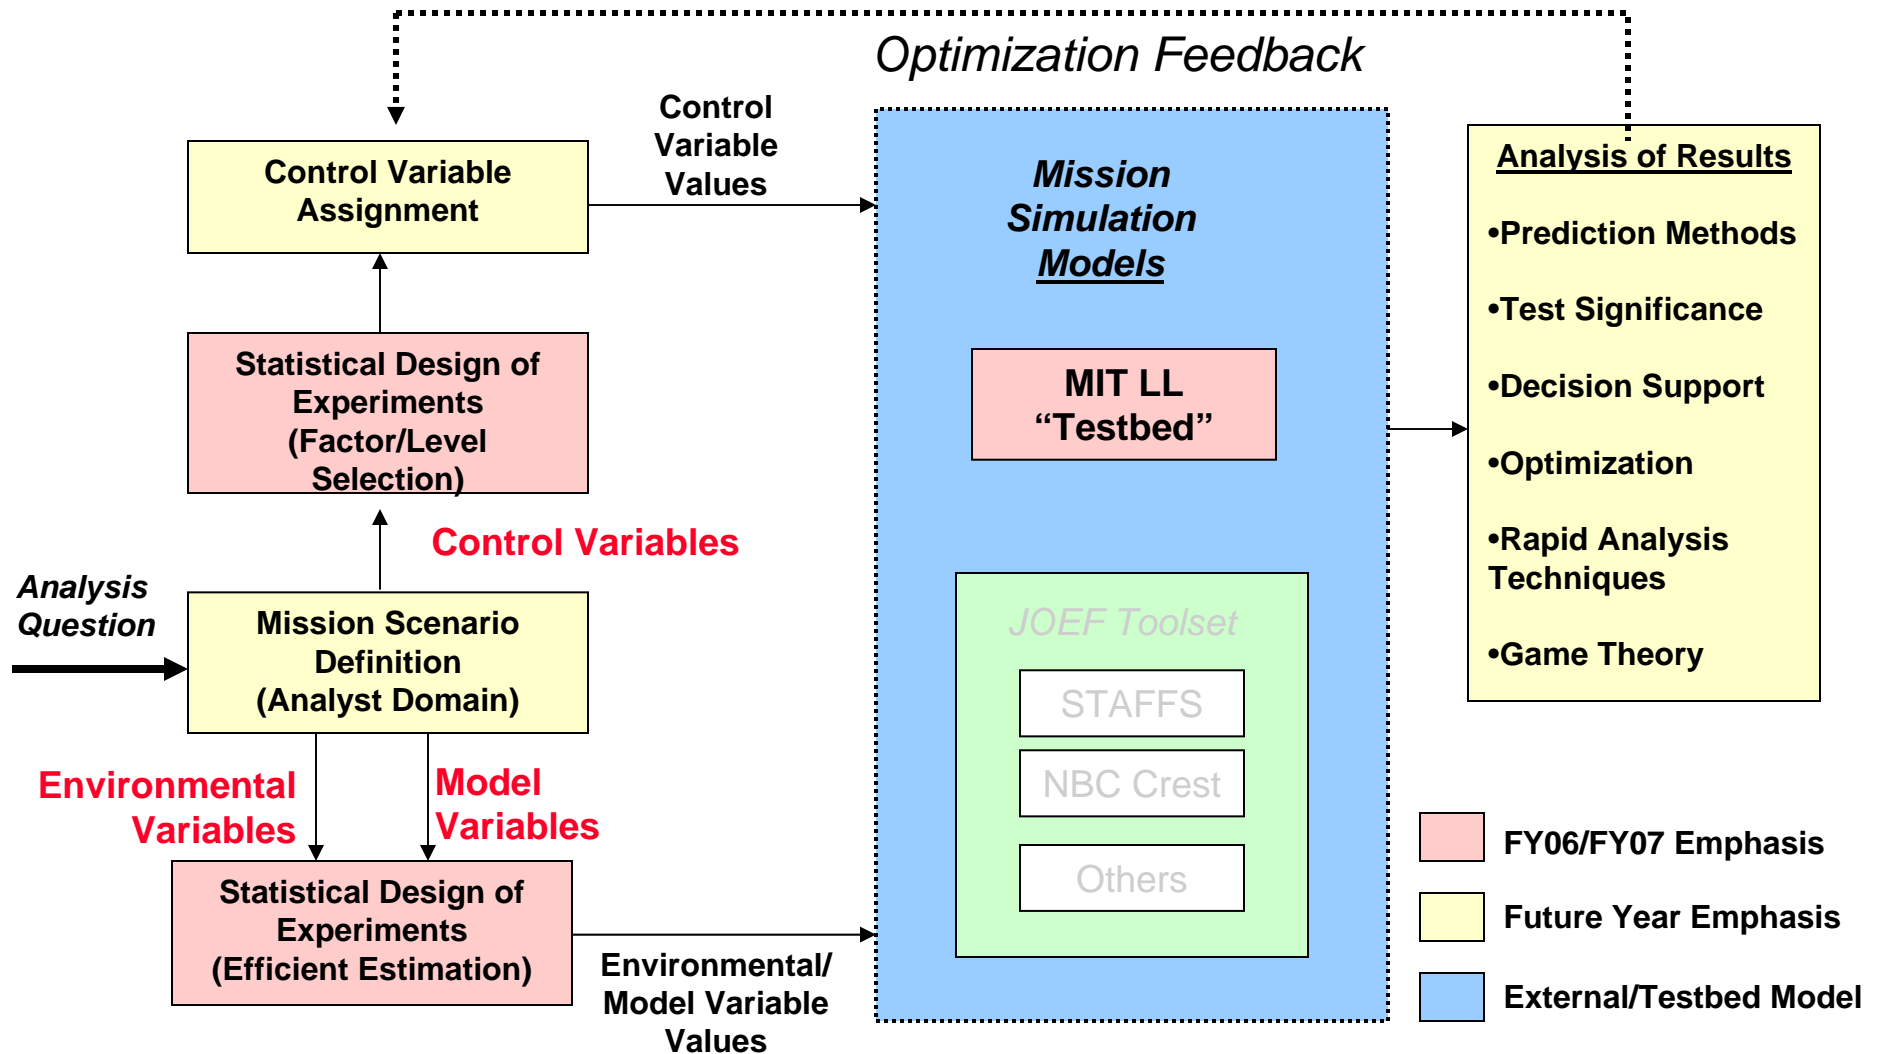 Optimization Feedback
Control
Variable
Values
Control Variable
Assignment
Statistical Design of
Experiments
(Factor/Level
Selection)
Control Variables
Analysis
Question
Mission Scenario
Definition
(Analyst Domain)
Environmental
Variables
Model
Variables
Statistical Design of
Experiments
(Efficient Estimation)
Environmental/
Model Variable
Values
Mission
Simulation
Models
MIT LL
“Testbed”
JOEF Toolset
STAFFS
NBC Crest
Others
Analysis of Results
•Prediction Methods
•Test Significance
•Decision Support
•Optimization
•Rapid Analysis
Techniques
•Game Theory
FY06/FY07 Emphasis
Future Year Emphasis
External/Testbed Model